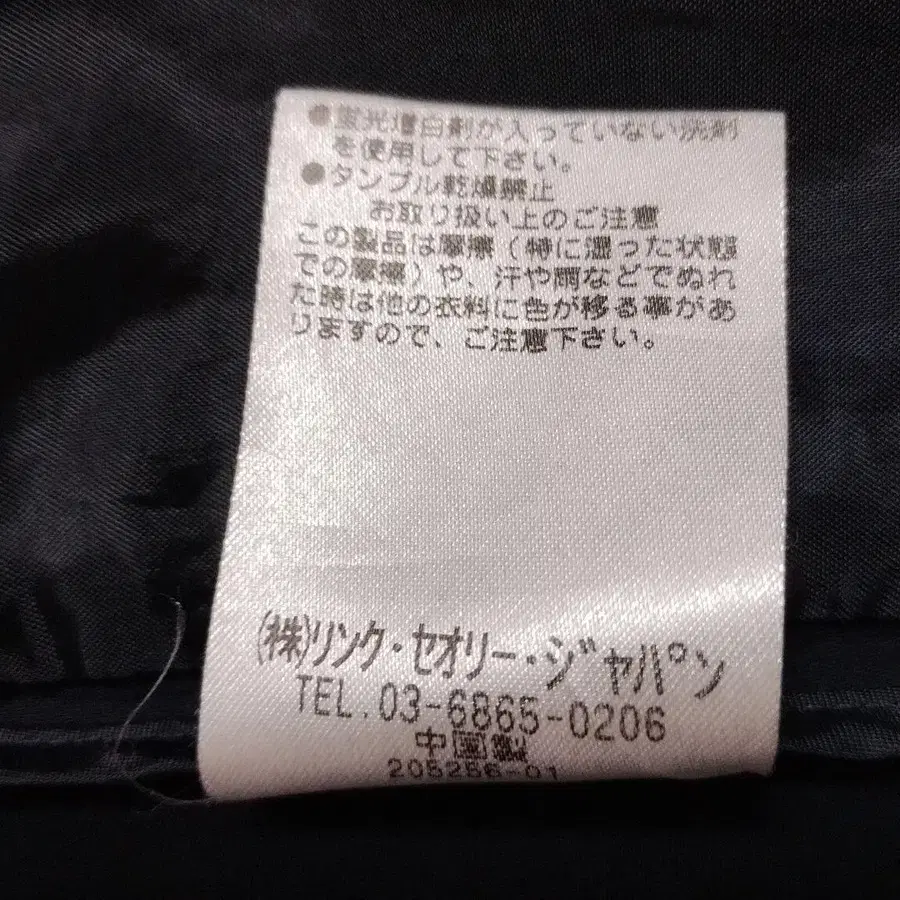 ●蛍光増白剤が入っていない洗剤
を使用して下さい。
●タンブル乾燥禁止
お取り扱い上のご注意
この製品は摩擦（特に湿った状態
での摩擦）や、汗や雨などでぬれ
た時は他の衣料に色が移る事があ
りますので、ご注意下さい。
㈱リンク・セオリー・ジャパン
TEL.03-6865-0206
中国製
205286-01